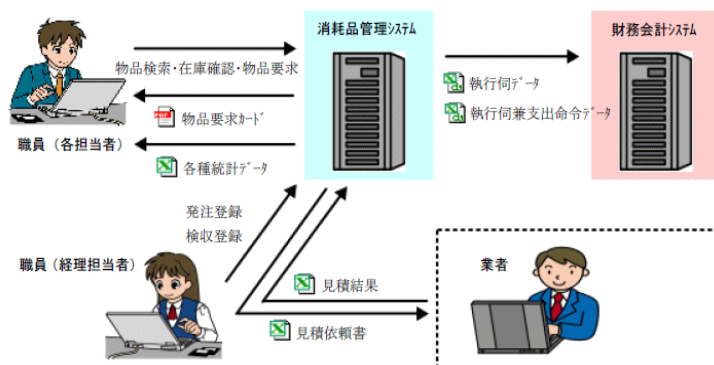 消耗品管理システム
財務会計システム
物品検索・在庫確認・物品要求
執行伺データ
物品要求カード
執行伺兼支出命令データ
職員（各担当者）
各種統計データ
発注登録
検収登録
職員（経理担当者）
業者
見積結果
見積依頼書